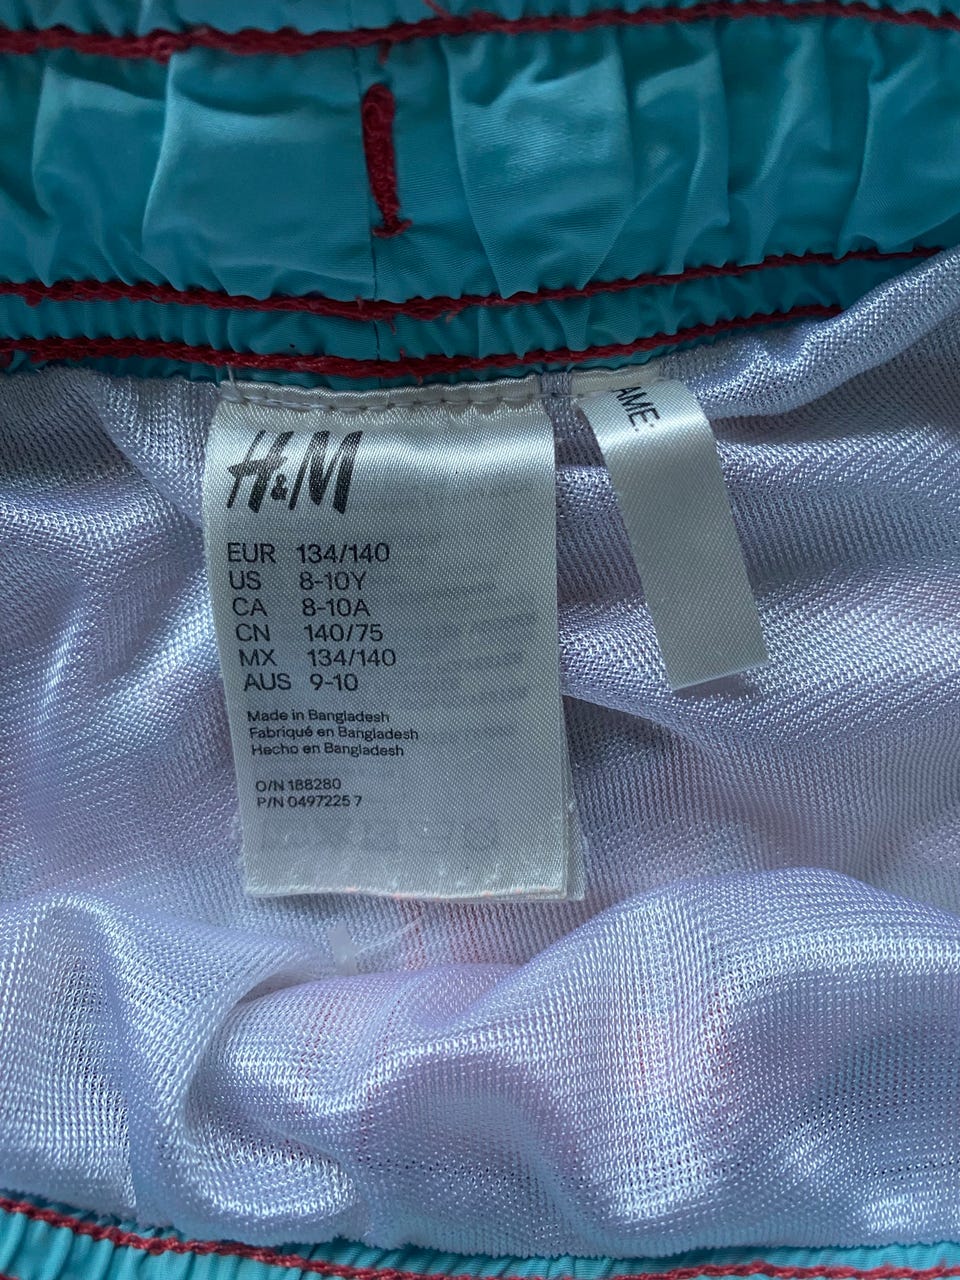 H&M
EUR 134/140
US 8-10Y
CA 8-10A
CN 140/75
MX 134/140
AUS 9-10
Made in Bangladesh
Fabriqué en Bangladesh
Hecho en Bangladesh
O/N 188280
P/N 0497225 7
AME: